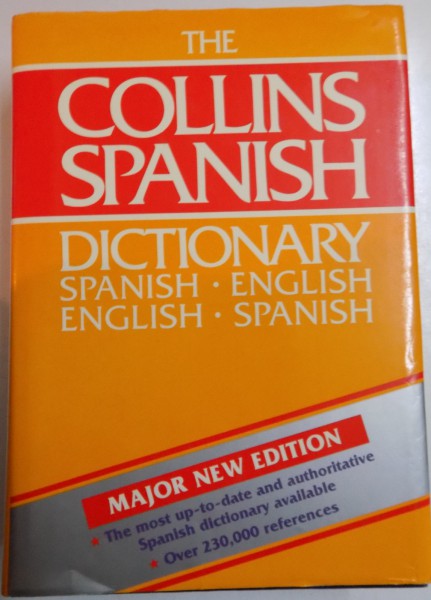 THE
COLLINS
SPANISH
DICTIONARY
SPANISH · ENGLISH
ENGLISH · SPANISH
MAJOR NEW EDITION
* The most up-to-date and authoritative
Spanish dictionary available
* Over 230,000 references